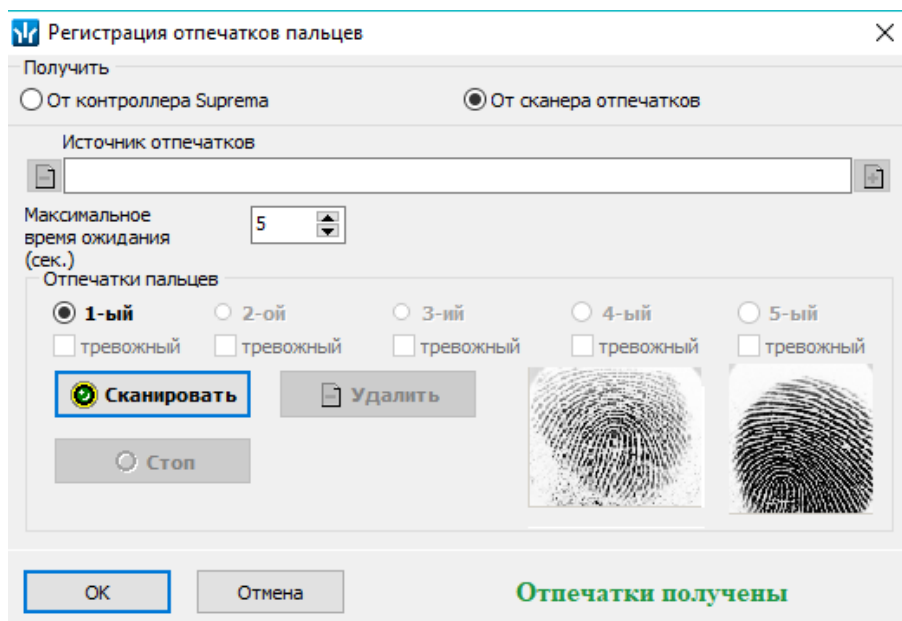 Регистрация отпечатков пальцев
Получить
От контроллера Suprema От сканера отпечатков
Источник отпечатков
Максимальное
время ожидания
(сек.)
5
Отпечатки пальцев
1-ый 2-ой 3-ий 4-ый 5-ый
тревожный тревожный тревожный тревожный тревожный
Сканировать Удалить
Стоп
OK Отмена Отпечатки получены